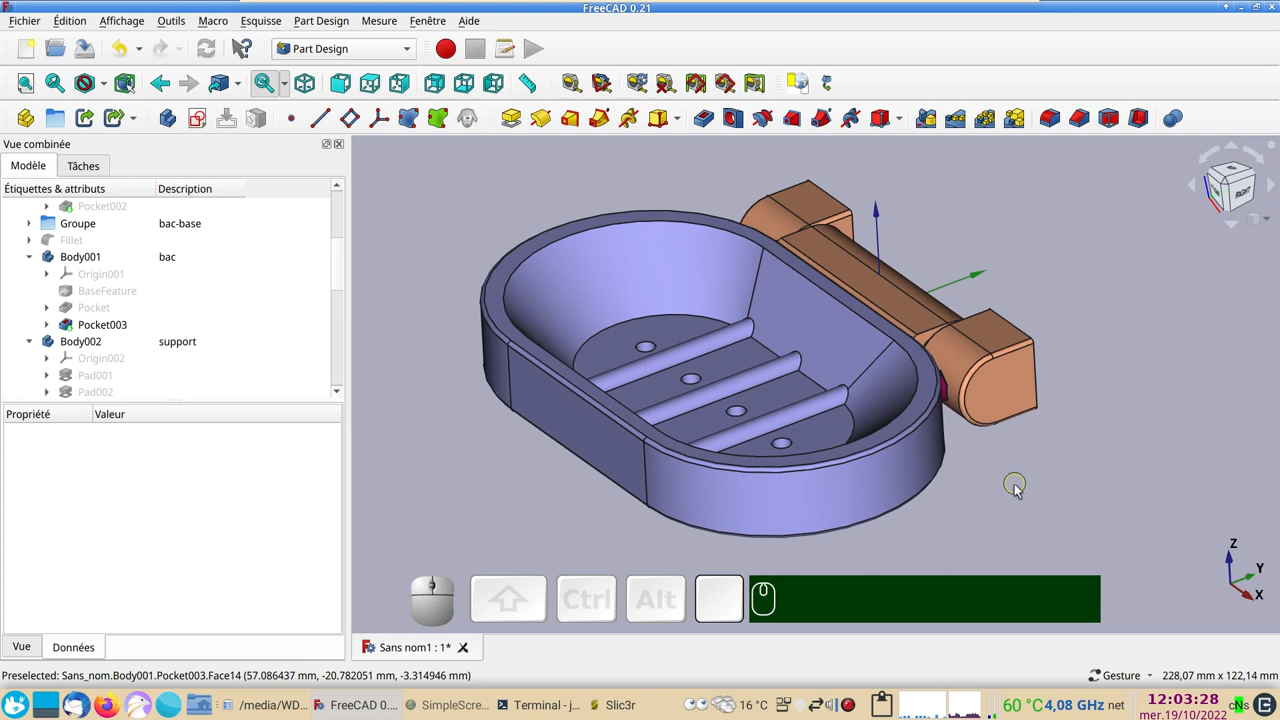 FreeCAD 0.21
Fichier Édition Affichage Outils Macro Esquisse Part Design Mesure Fenêtre Aide
Part Design
Vue combinée
Modèle Tâches
Étiquettes & attributs Description
Pocket002
Groupe bac-base
Fillet
Body001 bac
Origin001
BaseFeature
Pocket
Pocket003
Body002 support
Origin002
Pad001
Pad002
Propriété Valeur
RIGHT
Z
Y
X
Ctrl Alt
Vue Données
Sans nom1 : 1*
Preselected: Sans_nom.Body001.Pocket003.Face14 (57.086437 mm, -20.782051 mm, -3.314946 mm)
Gesture 228,07 mm x 122,14 mm
/media/WD... FreeCAD 0.... SimpleScre... Terminal - j... Slic3r
16 °C
60 °C 4,08 GHz net
12:03:28
mer.19/10/2022